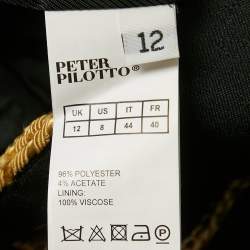 12
PETER
PILOTTO®
UK US IT FR
12 8 44 40
96% POLYESTER
4% ACETATE
LINING:
100% VISCOSE